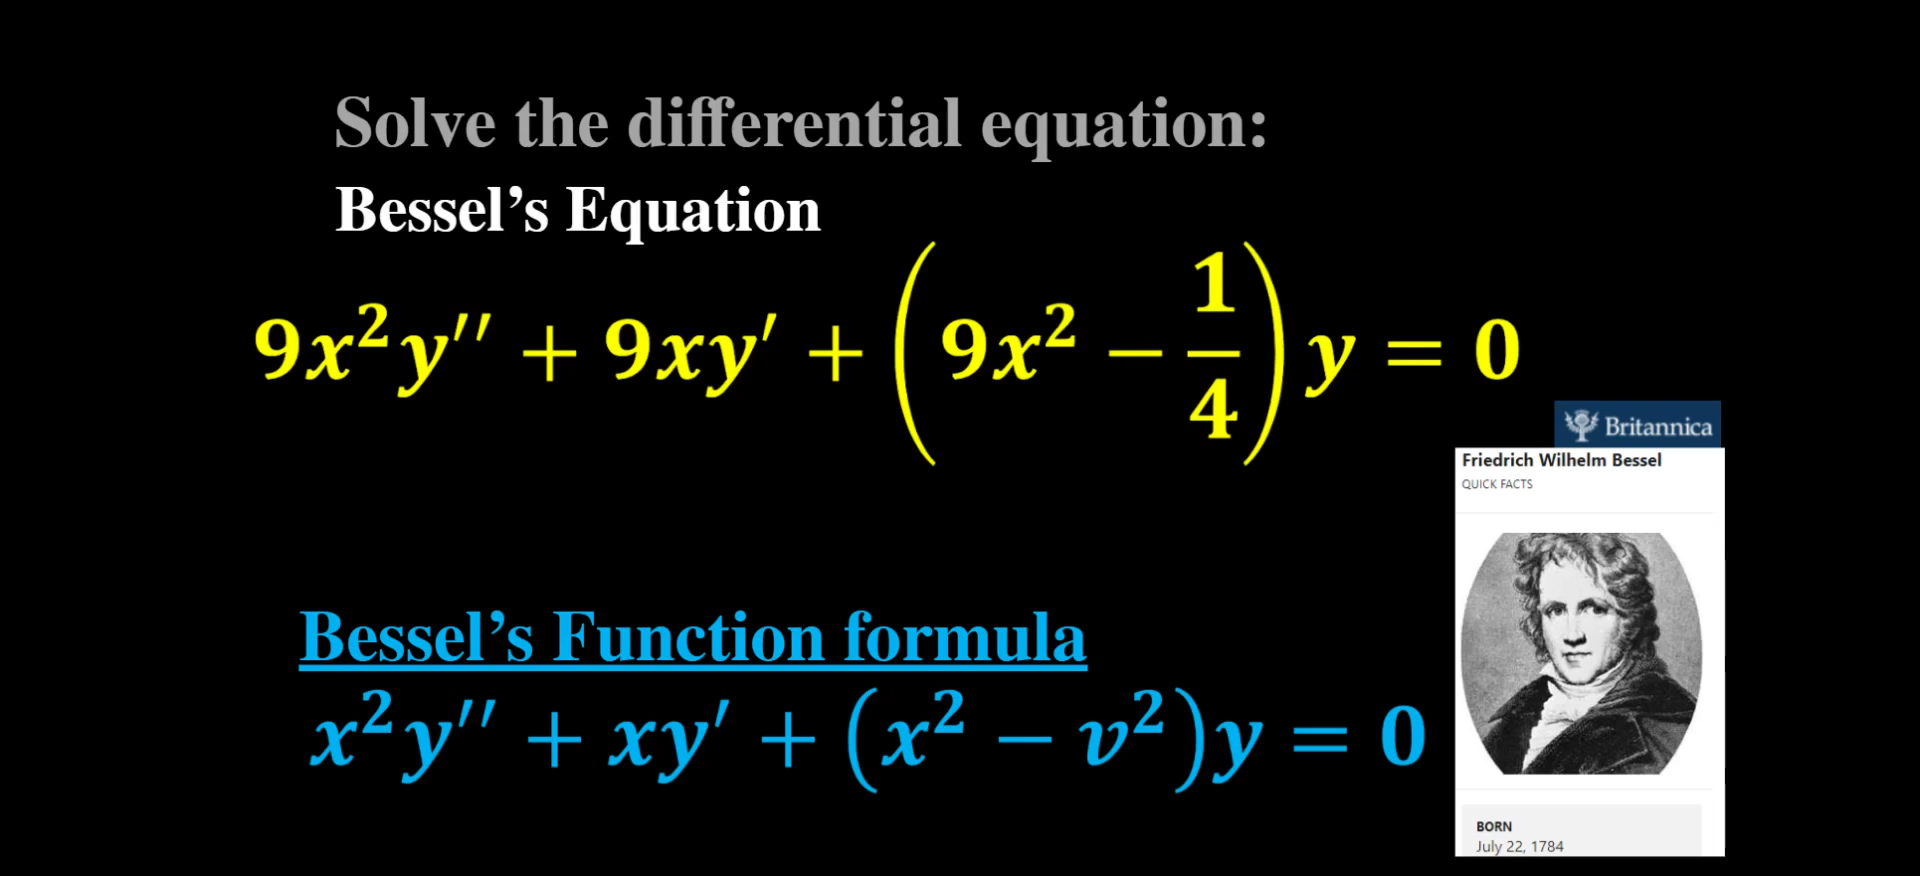 Solve the differential equation:
Bessel’s Equation
9x²y′′ + 9xy′ + (9x² − 1/4) y = 0
Britannica
Friedrich Wilhelm Bessel
QUICK FACTS
Bessel’s Function formula
x²y′′ + xy′ + (x² − v²)y = 0
BORN
July 22, 1784